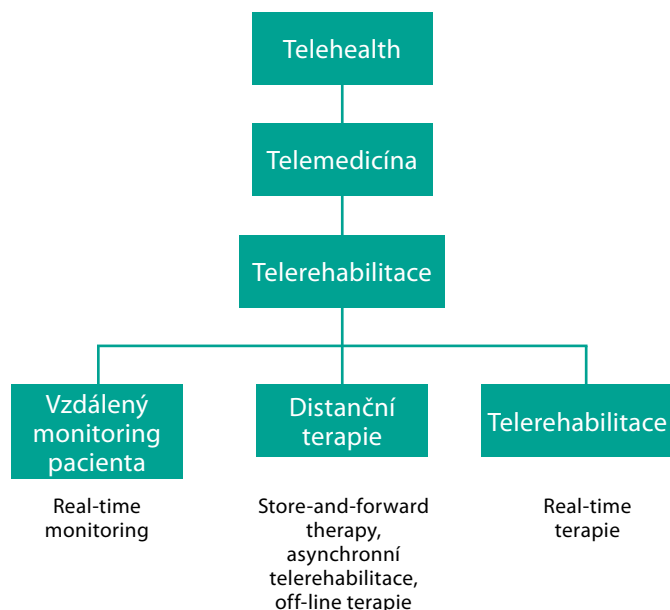 Telehealth
Telemedicína
Telerehabilitace
Vzdálený
monitoring
pacienta
Real-time
monitoring
Distanční
terapie
Store-and-forward
therapy,
asynchronní
telerehabilitace,
off-line terapie
Telerehabilitace
Real-time
terapie